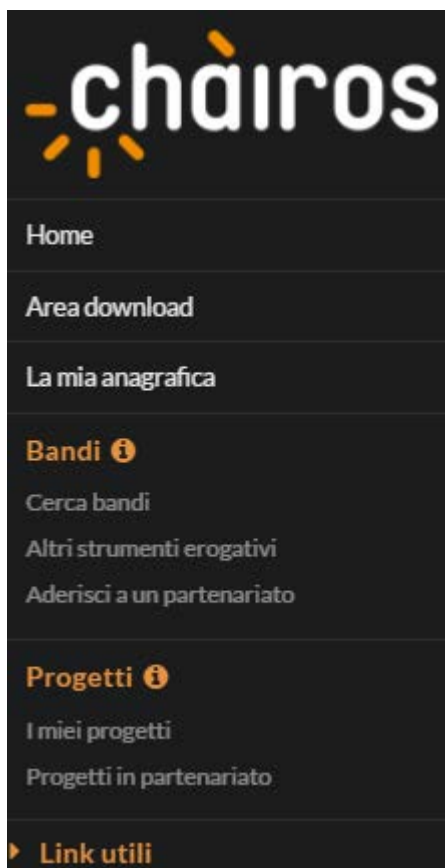 chàiros
Home
Area download
La mia anagrafica
Bandi
Cerca bandi
Altri strumenti erogativi
Aderisci a un partenariato
Progetti
I miei progetti
Progetti in partenariato
Link utili